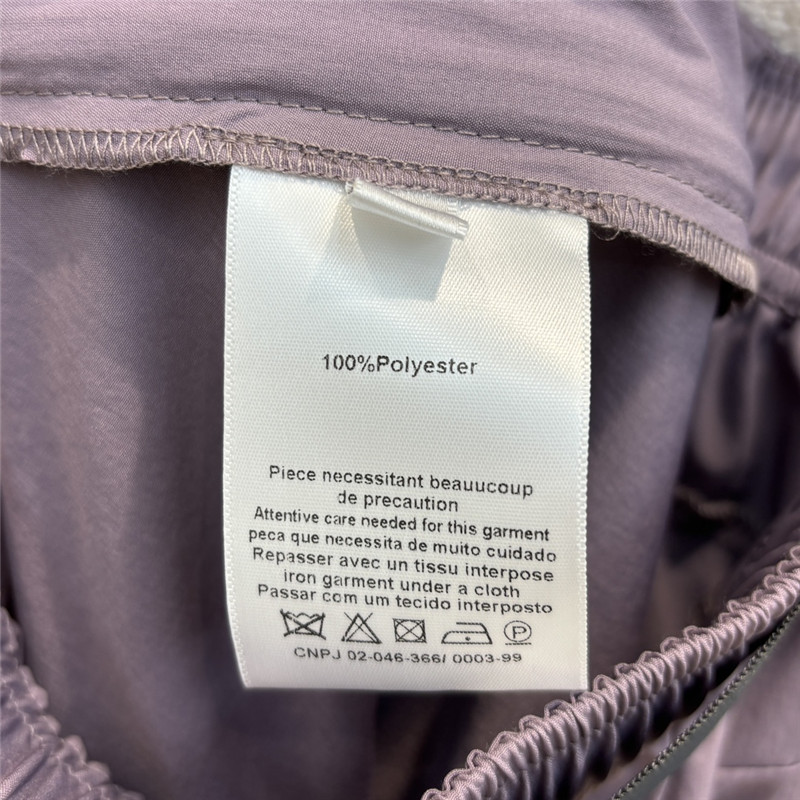 100%Polyester
Piece necessitant beauucoup
de precaution
Attentive care needed for this garment
peca que necessita de muito cuidado
Repasser avec un tissu interpose
iron garment under a cloth
Passar com um tecido interposto
P
CNPJ 02-046-366/ 0003-99